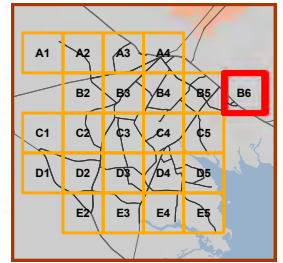 A1 A2 A3 A4
B2 B3 B4 B5 B6
C1 C2 C3 C4 C5
D1 D2 D3 D4 D5
E2 E3 E4 E5